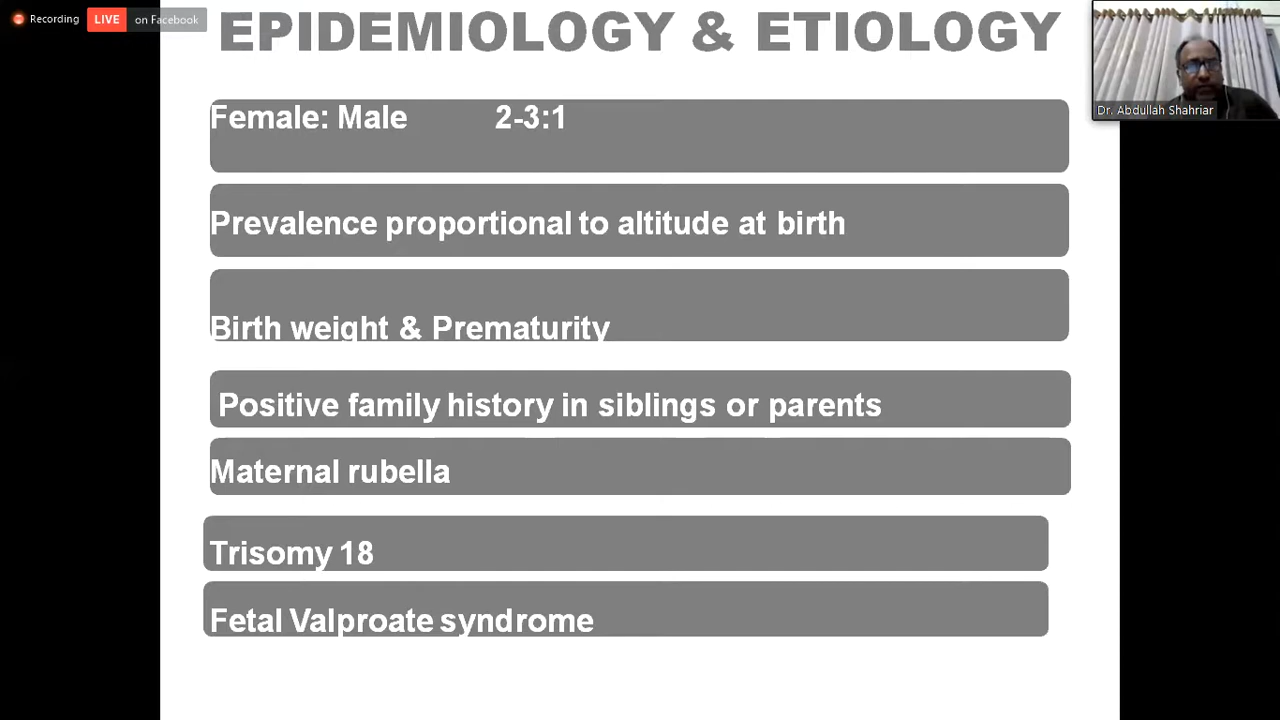 Recording LIVE on Facebook
EPIDEMIOLOGY & ETIOLOGY
Dr. Abdullah Shahriar
Female: Male 2-3:1
Prevalence proportional to altitude at birth
Birth weight & Prematurity
Positive family history in siblings or parents
Maternal rubella
Trisomy 18
Fetal Valproate syndrome